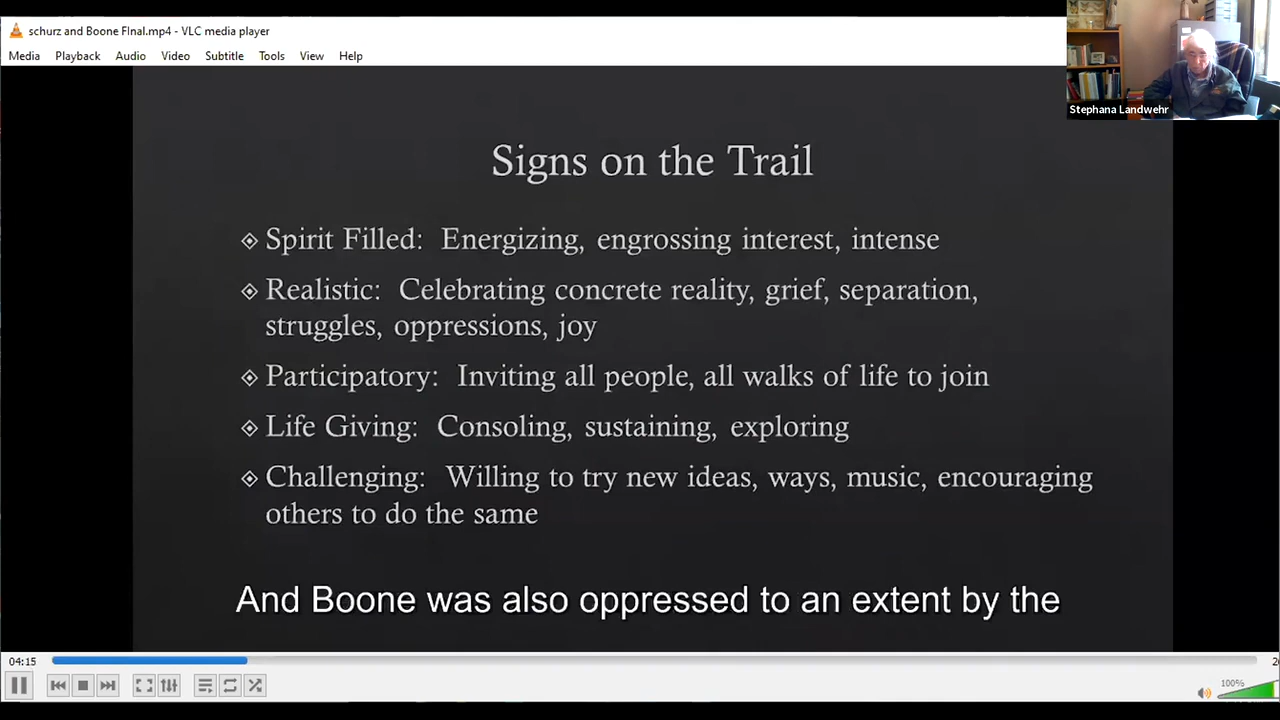 schurz and Boone FInal.mp4 - VLC media player
Media Playback Audio Video Subtitle Tools View Help
Stephana Landwehr
Signs on the Trail
Spirit Filled: Energizing, engrossing interest, intense
Realistic: Celebrating concrete reality, grief, separation,
struggles, oppressions, joy
Participatory: Inviting all people, all walks of life to join
Life Giving: Consoling, sustaining, exploring
Challenging: Willing to try new ideas, ways, music, encouraging
others to do the same
And Boone was also oppressed to an extent by the
04:15
100%